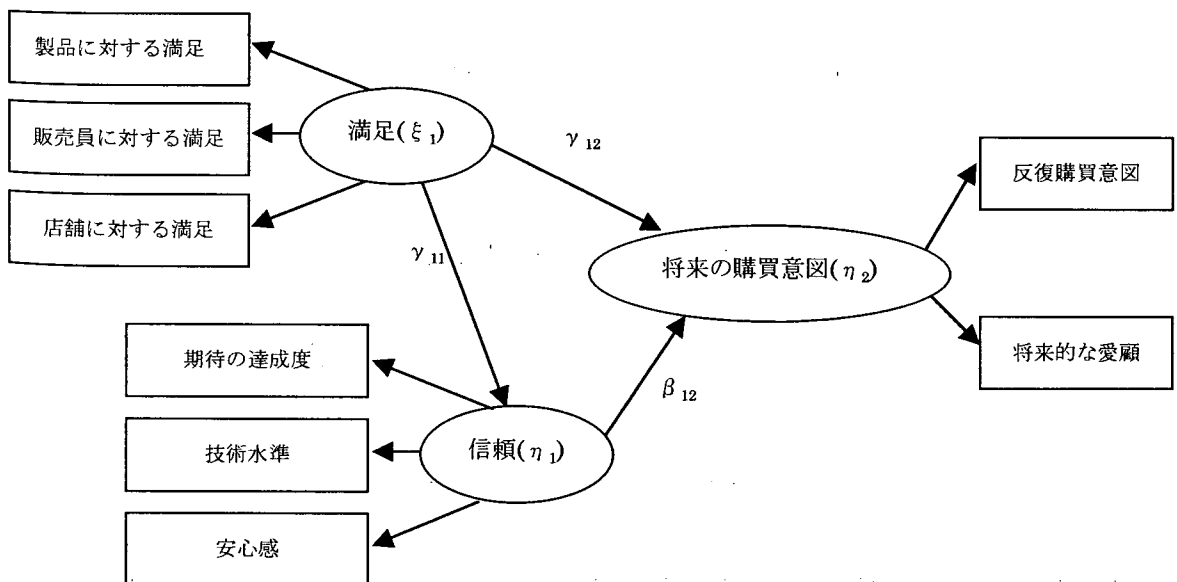 製品に対する満足
販売員に対する満足
店舗に対する満足
満足(ξ1)
γ12
γ11
反復購買意図
将来の購買意図(η2)
将来的な愛顧
期待の達成度
技術水準
安心感
信頼(η1)
β12